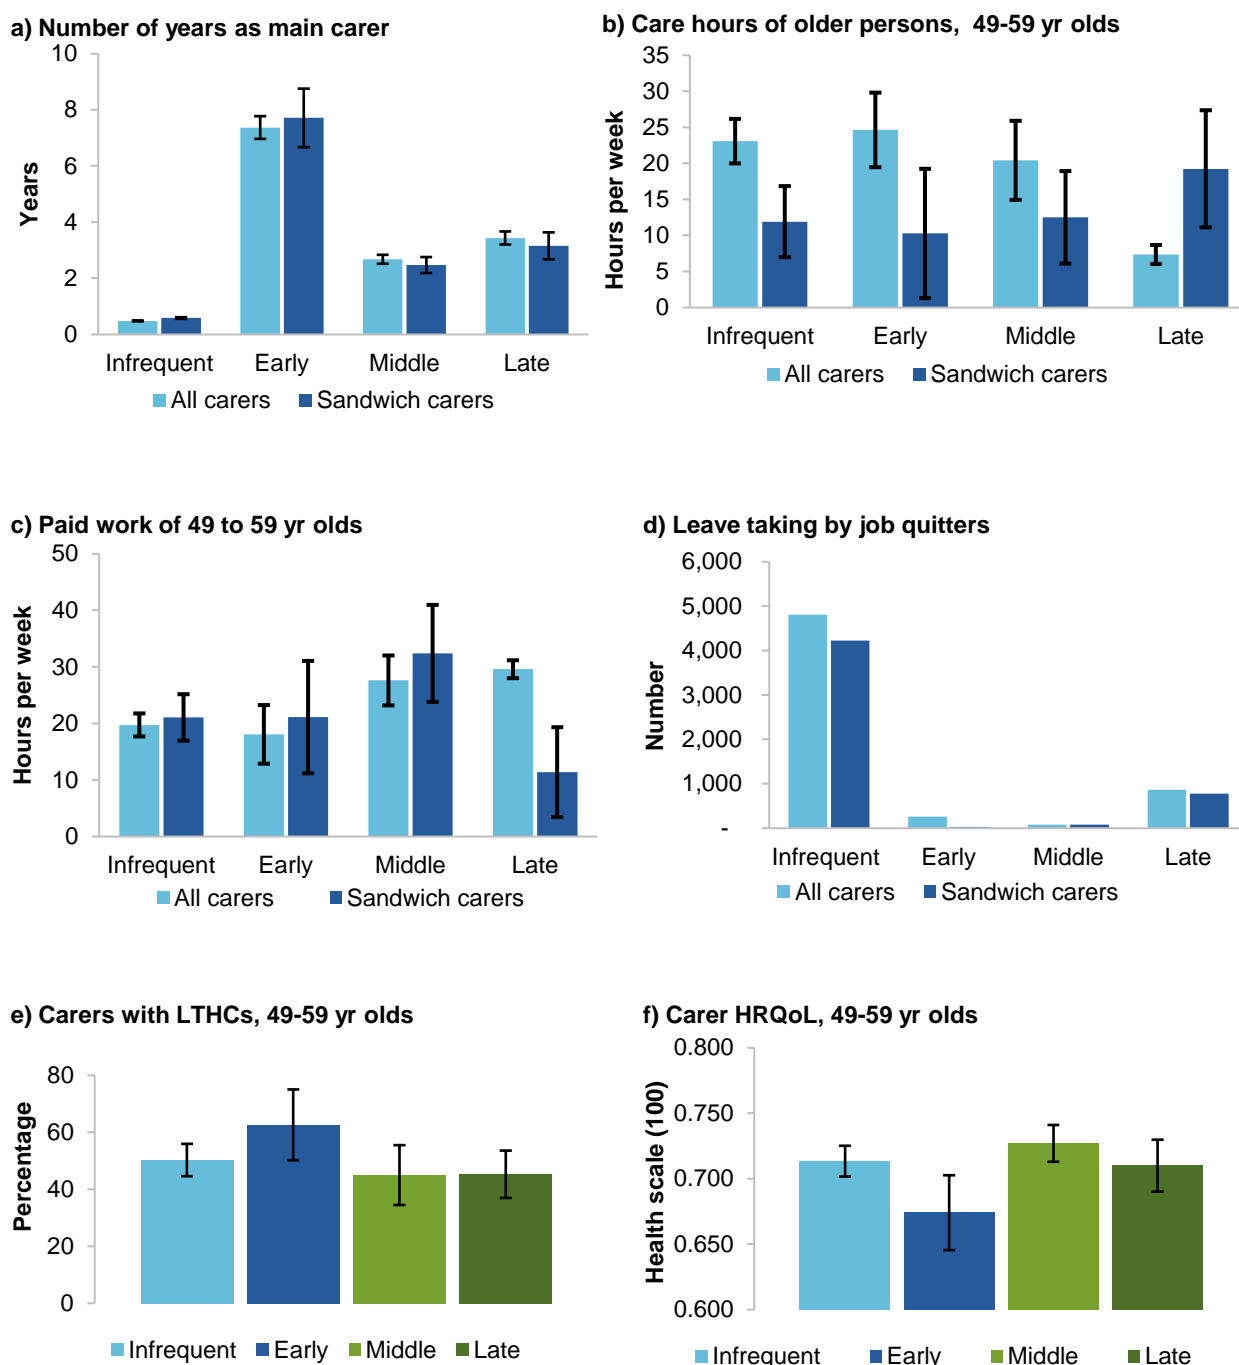 a) Number of years as main carer
10
8
6
4
2
0
Years
Infrequent Early Middle Late
All carers Sandwich carers
b) Care hours of older persons, 49-59 yr olds
35
30
25
20
15
10
5
0
Hours per week
Infrequent Early Middle Late
All carers Sandwich carers
c) Paid work of 49 to 59 yr olds
50
40
30
20
10
0
Hours per week
Infrequent Early Middle Late
All carers Sandwich carers
d) Leave taking by job quitters
6,000
5,000
4,000
3,000
2,000
1,000
-
Number
Infrequent Early Middle Late
All carers Sandwich carers
e) Carers with LTHCs, 49-59 yr olds
80
60
40
20
0
Percentage
Infrequent Early Middle Late
f) Carer HRQoL, 49-59 yr olds
0.800
0.750
0.700
0.650
0.600
Health scale (100)
Infrequent Early Middle Late